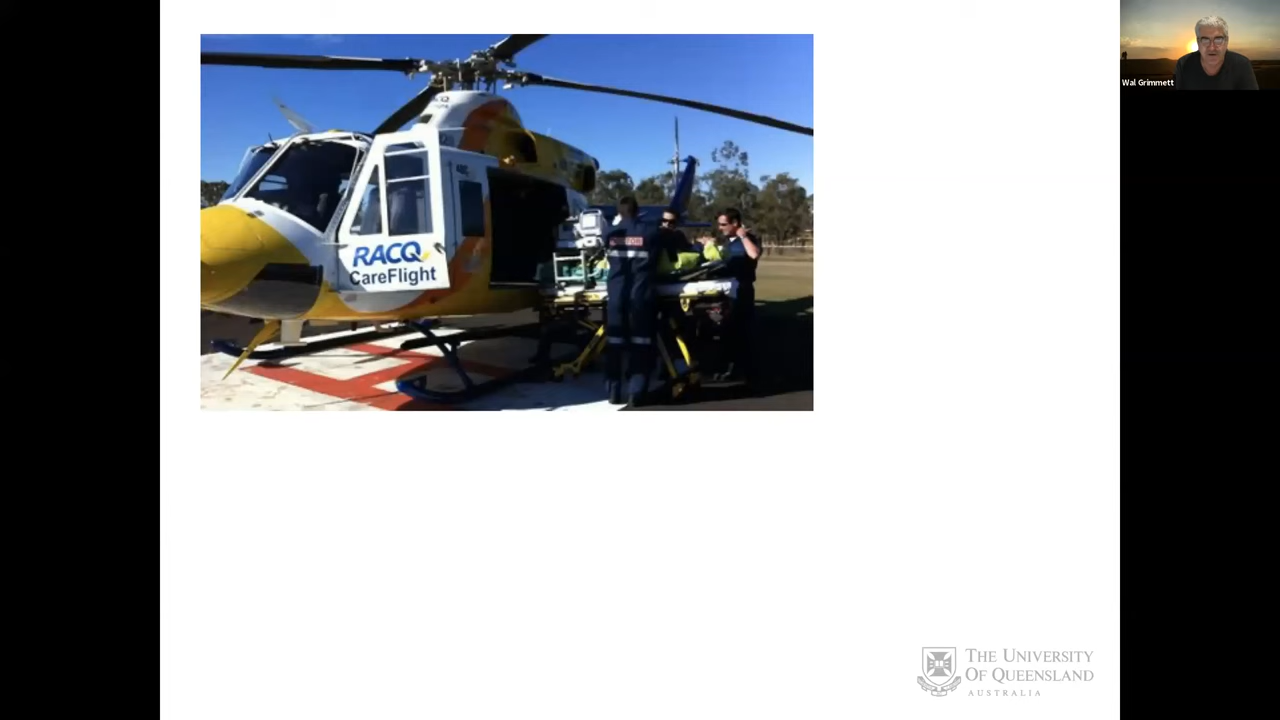 RACQ
CareFlight
Wal Grimmett
THE UNIVERSITY
OF QUEENSLAND
AUSTRALIA